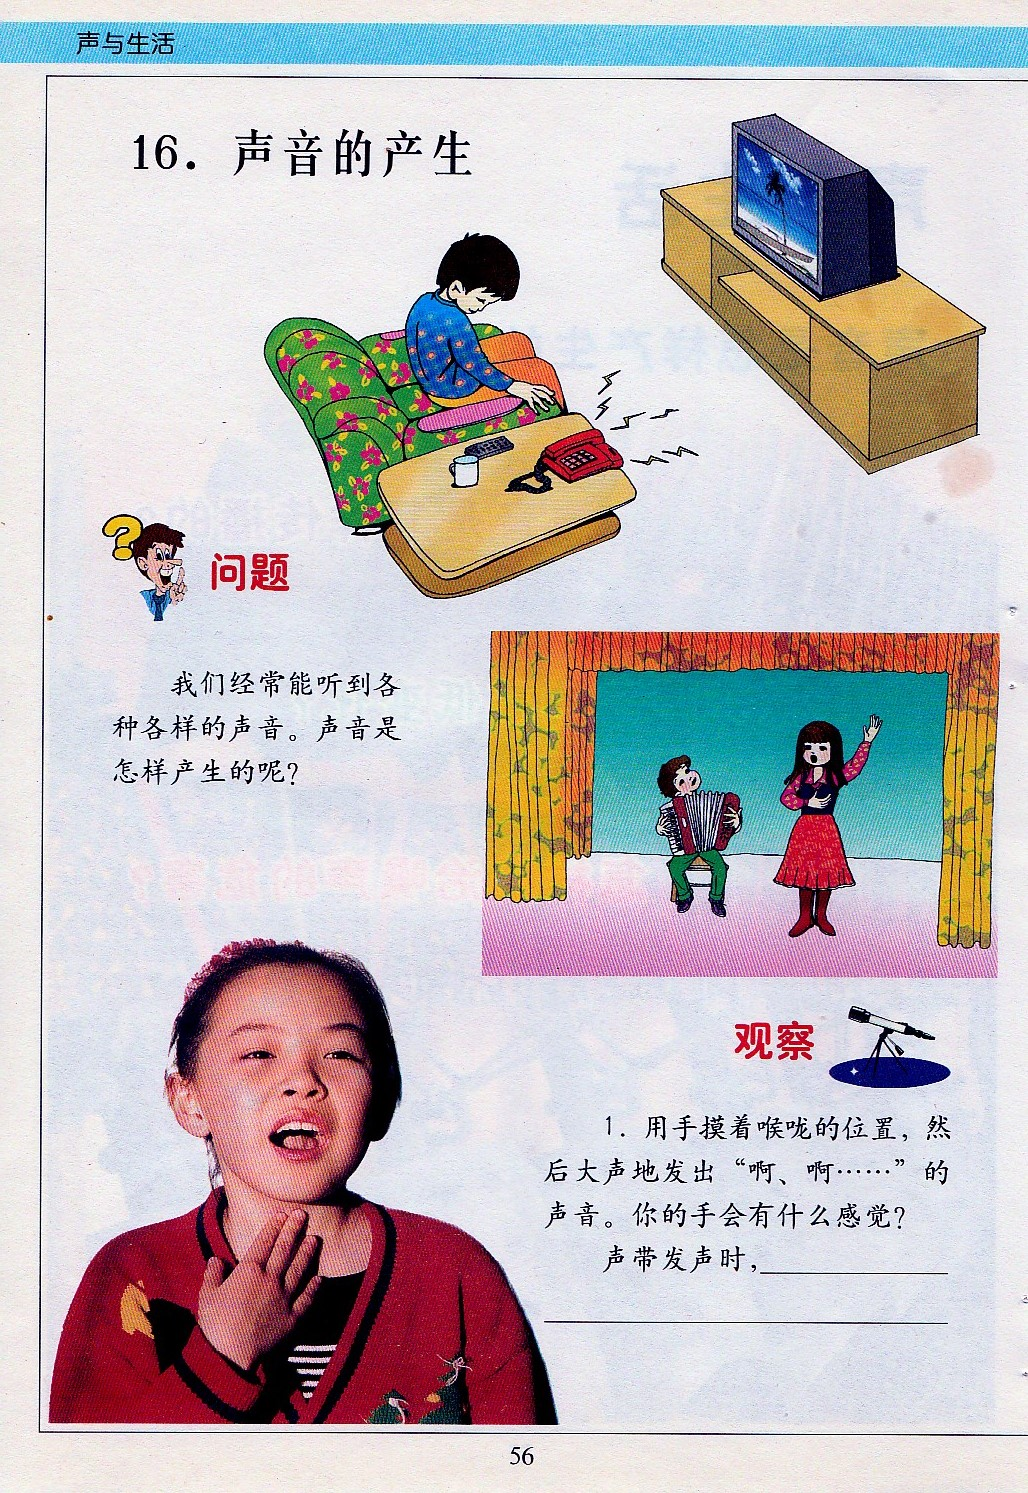 声与生活
16. 声音的产生
问题
我们经常能听到各
种各样的声音。声音是
怎样产生的呢?
观察
1. 用手摸着喉咙的位置，然
后大声地发出“啊、啊……”的
声音。你的手会有什么感觉?
声带发声时，
56